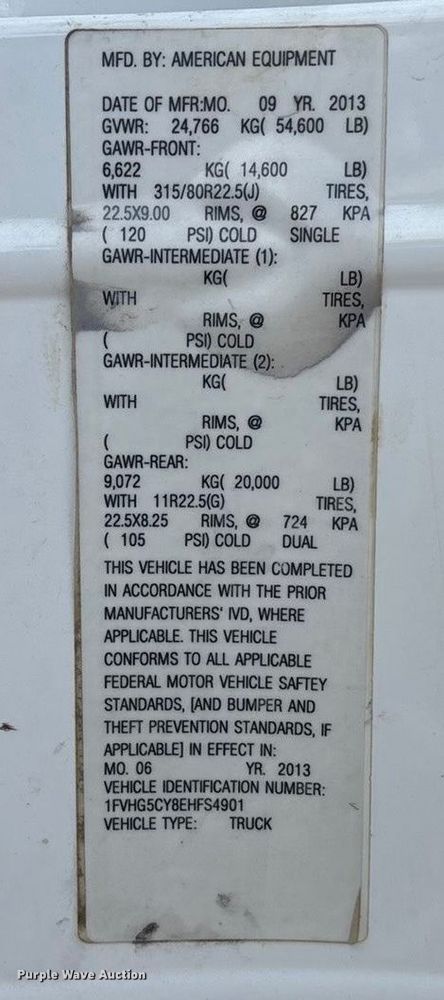 MFD. BY: AMERICAN EQUIPMENT
DATE OF MFR:MO. 09 YR. 2013
GVWR: 24,766 KG( 54,600 LB)
GAWR-FRONT:
6,622 KG( 14,600 LB)
WITH 315/80R22.5(J) TIRES,
22.5X9.00 RIMS, @ 827 KPA
( 120 PSI) COLD SINGLE
GAWR-INTERMEDIATE (1):
KG( LB)
WITH TIRES,
RIMS, @ KPA
( PSI) COLD
GAWR-INTERMEDIATE (2):
KG( LB)
WITH TIRES,
RIMS, @ KPA
( PSI) COLD
GAWR-REAR:
9,072 KG( 20,000 LB)
WITH 11R22.5(G) TIRES,
22.5X8.25 RIMS, @ 724 KPA
( 105 PSI) COLD DUAL
THIS VEHICLE HAS BEEN COMPLETED
IN ACCORDANCE WITH THE PRIOR
MANUFACTURERS' IVD, WHERE
APPLICABLE. THIS VEHICLE
CONFORMS TO ALL APPLICABLE
FEDERAL MOTOR VEHICLE SAFTEY
STANDARDS, [AND BUMPER AND
THEFT PREVENTION STANDARDS, IF
APPLICABLE] IN EFFECT IN:
MO. 06 YR. 2013
VEHICLE IDENTIFICATION NUMBER:
1FVHG5CY8EHFS4901
VEHICLE TYPE: TRUCK
Purple Wave Auction